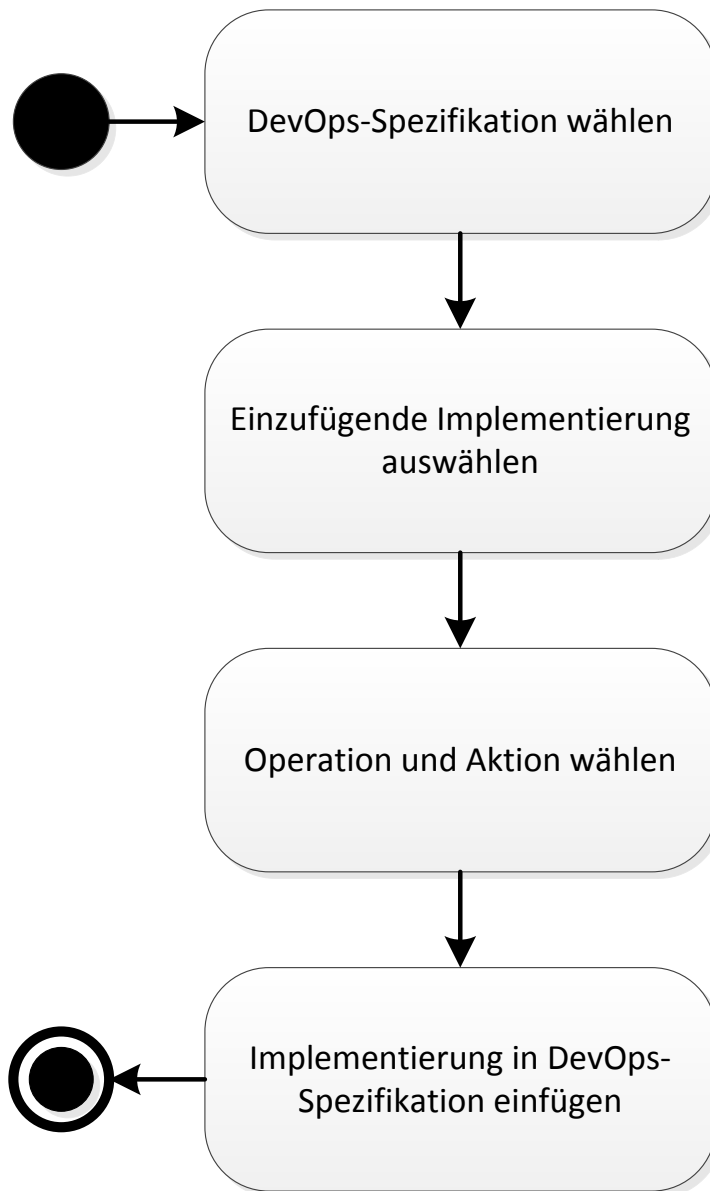 DevOps-Spezifikation wählen
Einzufügende Implementierung
auswählen
Operation und Aktion wählen
Implementierung in DevOps-
Spezifikation einfügen